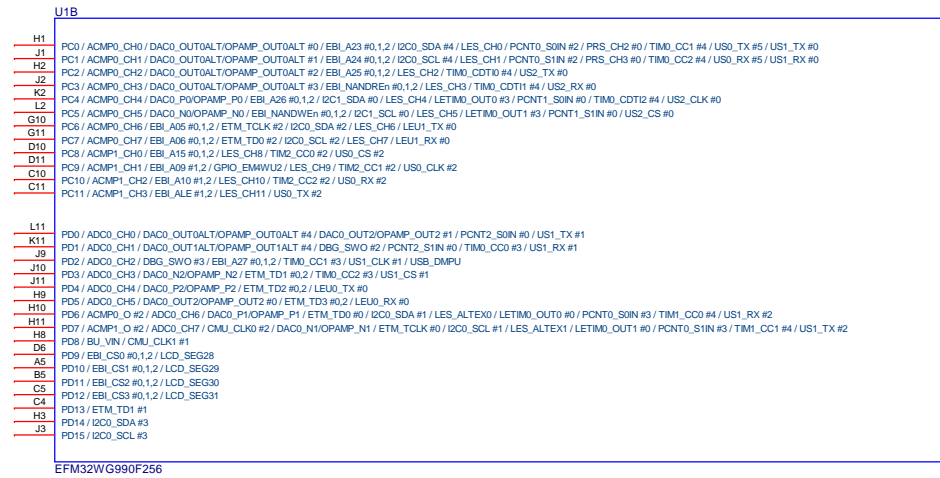 U1B
H1 PC0 / ACMP0_CH0 / DAC0_OUT0ALT/OPAMP_OUT0ALT #0 / EBI_A23 #0,1,2 / I2C0_SDA #4 / LES_CH0 / PCNT0_S0IN #2 / PRS_CH2 #0 / TIM0_CC1 #4 / US0_TX #5 / US1_TX #0
J1 PC1 / ACMP0_CH1 / DAC0_OUT0ALT/OPAMP_OUT0ALT #1 / EBI_A24 #0,1,2 / I2C0_SCL #4 / LES_CH1 / PCNT0_S1IN #2 / PRS_CH3 #0 / TIM0_CC2 #4 / US0_RX #5 / US1_RX #0
H2 PC2 / ACMP0_CH2 / DAC0_OUT0ALT/OPAMP_OUT0ALT #2 / EBI_A25 #0,1,2 / LES_CH2 / TIM0_CDTI0 #4 / US2_TX #0
J2 PC3 / ACMP0_CH3 / DAC0_OUT0ALT/OPAMP_OUT0ALT #3 / EBI_NANDREn #0,1,2 / LES_CH3 / TIM0_CDTI1 #4 / US2_RX #0
K2 PC4 / ACMP0_CH4 / DAC0_P0/OPAMP_P0 / EBI_A26 #0,1,2 / I2C1_SDA #0 / LES_CH4 / LETIM0_OUT0 #3 / PCNT1_S0IN #0 / TIM0_CDTI2 #4 / US2_CLK #0
L2 PC5 / ACMP0_CH5 / DAC0_N0/OPAMP_N0 / EBI_NANDWEn #0,1,2 / I2C1_SCL #0 / LES_CH5 / LETIM0_OUT1 #3 / PCNT1_S1IN #0 / US2_CS #0
G10 PC6 / ACMP0_CH6 / EBI_A05 #0,1,2 / ETM_TCLK #2 / I2C0_SDA #2 / LES_CH6 / LEU1_TX #0
G11 PC7 / ACMP0_CH7 / EBI_A06 #0,1,2 / ETM_TD0 #2 / I2C0_SCL #2 / LES_CH7 / LEU1_RX #0
D10 PC8 / ACMP1_CH0 / EBI_A15 #0,1,2 / LES_CH8 / TIM2_CC0 #2 / US0_CS #2
D11 PC9 / ACMP1_CH1 / EBI_A09 #1,2 / GPIO_EM4WU2 / LES_CH9 / TIM2_CC1 #2 / US0_CLK #2
C10 PC10 / ACMP1_CH2 / EBI_A10 #1,2 / LES_CH10 / TIM2_CC2 #2 / US0_RX #2
C11 PC11 / ACMP1_CH3 / EBI_ALE #1,2 / LES_CH11 / US0_TX #2
L11 PD0 / ADC0_CH0 / DAC0_OUT0ALT/OPAMP_OUT0ALT #4 / DAC0_OUT2/OPAMP_OUT2 #1 / PCNT2_S0IN #0 / US1_TX #1
K11 PD1 / ADC0_CH1 / DAC0_OUT1ALT/OPAMP_OUT1ALT #4 / DBG_SWO #2 / PCNT2_S1IN #0 / TIM0_CC0 #3 / US1_RX #1
J9 PD2 / ADC0_CH2 / DBG_SWO #3 / EBI_A27 #0,1,2 / TIM0_CC1 #3 / US1_CLK #1 / USB_DMPU
J10 PD3 / ADC0_CH3 / DAC0_N2/OPAMP_N2 / ETM_TD1 #0,2 / TIM0_CC2 #3 / US1_CS #1
J11 PD4 / ADC0_CH4 / DAC0_P2/OPAMP_P2 / ETM_TD2 #0,2 / LEU0_TX #0
H9 PD5 / ADC0_CH5 / DAC0_OUT2/OPAMP_OUT2 #0 / ETM_TD3 #0,2 / LEU0_RX #0
H10 PD6 / ACMP0_O #2 / ADC0_CH6 / DAC0_P1/OPAMP_P1 / ETM_TD0 #0 / I2C0_SDA #1 / LES_ALTEX0 / LETIM0_OUT0 #0 / PCNT0_S0IN #3 / TIM1_CC0 #4 / US1_RX #2
H11 PD7 / ACMP1_O #2 / ADC0_CH7 / CMU_CLK0 #2 / DAC0_N1/OPAMP_N1 / ETM_TCLK #0 / I2C0_SCL #1 / LES_ALTEX1 / LETIM0_OUT1 #0 / PCNT0_S1IN #3 / TIM1_CC1 #4 / US1_TX #2
H8 PD8 / BU_VIN / CMU_CLK1 #1
D6 PD9 / EBI_CS0 #0,1,2 / LCD_SEG28
A5 PD10 / EBI_CS1 #0,1,2 / LCD_SEG29
B5 PD11 / EBI_CS2 #0,1,2 / LCD_SEG30
C5 PD12 / EBI_CS3 #0,1,2 / LCD_SEG31
C4 PD13 / ETM_TD1 #1
H3 PD14 / I2C0_SDA #3
J3 PD15 / I2C0_SCL #3
EFM32WG990F256